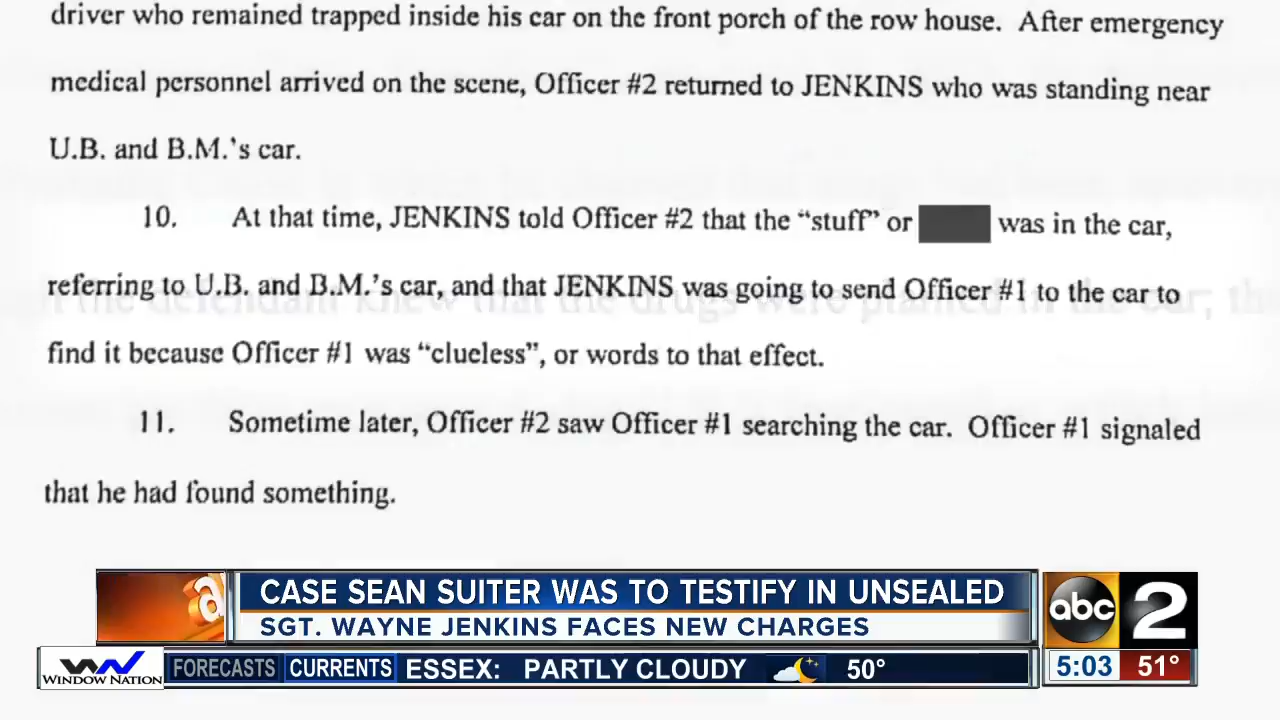 driver who remained trapped inside his car on the front porch of the row house. After emergency
medical personnel arrived on the scene, Officer #2 returned to JENKINS who was standing near
U.B. and B.M.'s car.
10. At that time, JENKINS told Officer #2 that the “stuff” or was in the car,
referring to U.B. and B.M.'s car, and that JENKINS was going to send Officer #1 to the car to
find it because Officer #1 was “clueless”, or words to that effect.
11. Sometime later, Officer #2 saw Officer #1 searching the car. Officer #1 signaled
that he had found something.
CASE SEAN SUITER WAS TO TESTIFY IN UNSEALED
SGT. WAYNE JENKINS FACES NEW CHARGES
abc 2
WINDOW NATION FORECASTS CURRENTS ESSEX: PARTLY CLOUDY 50° 5:03 51°